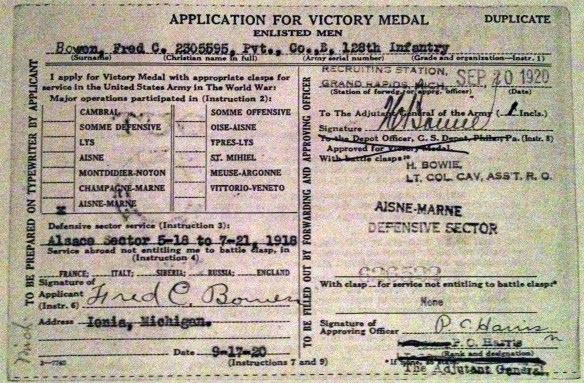 APPLICATION FOR VICTORY MEDAL DUPLICATE
ENLISTED MEN
Bowen, Fred C. 2305595, Pvt., Co., E, 128th Infantry
(Surname) (Christian name in full) (Army serial number) (Grade and organization—Instr. 1)
TO BE PREPARED ON TYPEWRITER BY APPLICANT
I apply for Victory Medal with appropriate clasps for
service in the United States Army in The World War:
Major operations participated in (Instruction 2):
CAMBRAI SOMME OFFENSIVE
SOMME DEFENSIVE OISE-AISNE
LYS YPRES-LYS
AISNE ST. MIHIEL
MONTDIDIER-NOYON MEUSE-ARGONNE
CHAMPAGNE-MARNE VITTORIO-VENETO
X AISNE-MARNE
Defensive sector service (Instruction 3):
Alsace Sector 5-18 to 7-21, 1918
Service abroad not entitling me to battle clasp, in
(Instruction 4)
FRANCE; ITALY; SIBERIA; RUSSIA; ENGLAND
Signature of
Applicant Fred C. Bowen
(Instr. 6)
Address Ionia, Michigan.
Date 9-17-20
3—7740 (Instructions 7 and 9)
TO BE FILLED OUT BY FORWARDING AND APPROVING OFFICER
RECRUITING STATION,
GRAND RAPIDS, MICH. SEP 20 1920
(Station of forwdg. or apprvg. officer) (Date)
To The Adjutant General of the Army ( Incls.)
Signature H Bowie
To the Depot Officer, G. S. Depot, Phila., Pa. (Instr. 8)
Approved for Victory Medal.
With battle clasps*
H. BOWIE,
LT. COL. CAV, ASS'T. R. O.
AISNE-MARNE
DEFENSIVE SECTOR
With clasp for service not entitling to battle clasp:*
None
Signature of
Approving Officer P. C. Harris
P. C. HARRIS
(Rank and designation)
The Adjutant General.